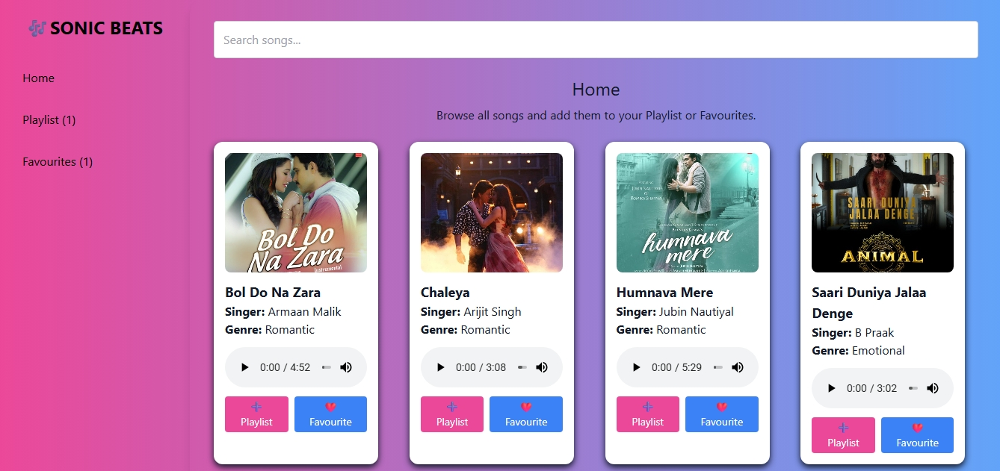 SONIC BEATS
Search songs...
Home
Playlist (1)
Favourites (1)
Home
Browse all songs and add them to your Playlist or Favourites.
Bol Do
Na Zara
Instrumental
Bol Do Na Zara
Singer: Armaan Malik
Genre: Romantic
0:00 / 4:52
Playlist
Favourite
Chaleya
Singer: Arijit Singh
Genre: Romantic
0:00 / 3:08
Playlist
Favourite
JUBIN NAUTIYAL
humnava
mere
Humnava Mere
Singer: Jubin Nautiyal
Genre: Romantic
0:00 / 5:29
Playlist
Favourite
SAARI DUNIYA
JALAA DENGE
ANIMAL
Saari Duniya Jalaa
Denge
Singer: B Praak
Genre: Emotional
0:00 / 3:02
Playlist
Favourite